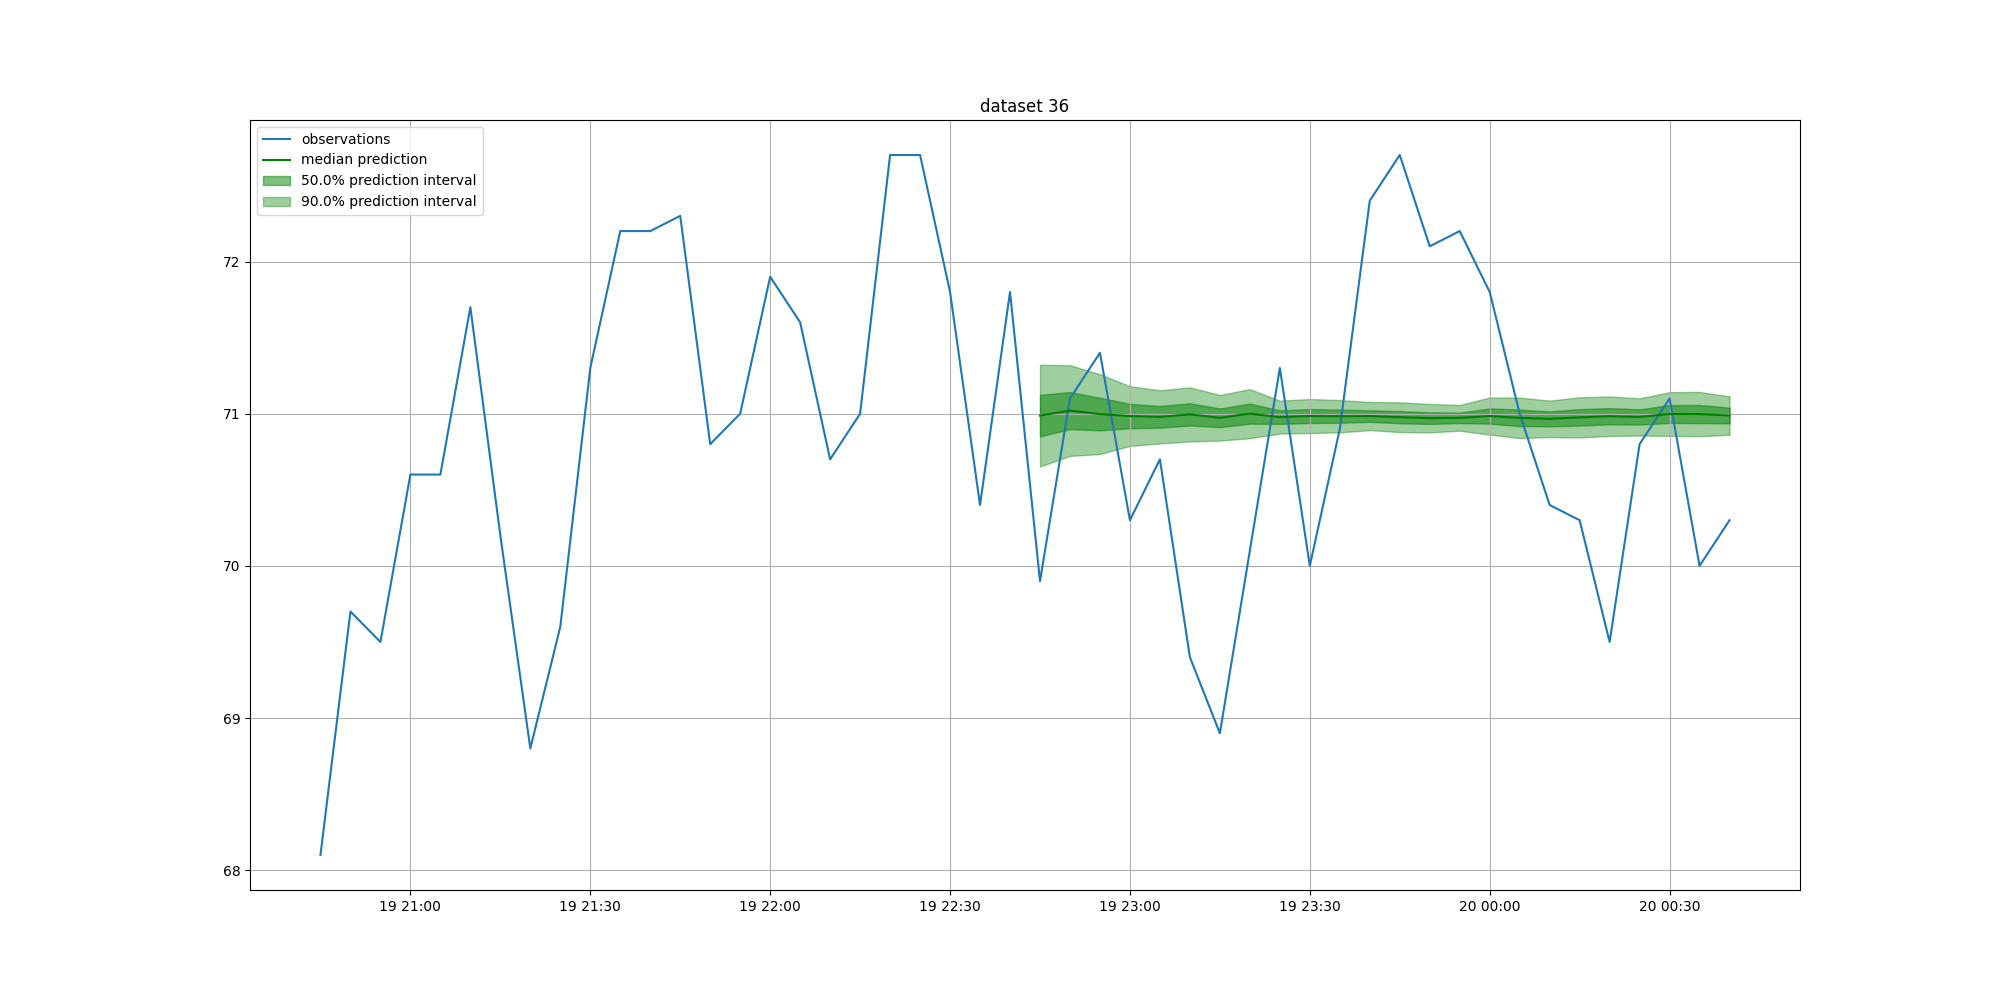 dataset 36
observations
median prediction
50.0% prediction interval
90.0% prediction interval
72
71
70
69
68
19 21:00
19 21:30
19 22:00
19 22:30
19 23:00
19 23:30
20 00:00
20 00:30